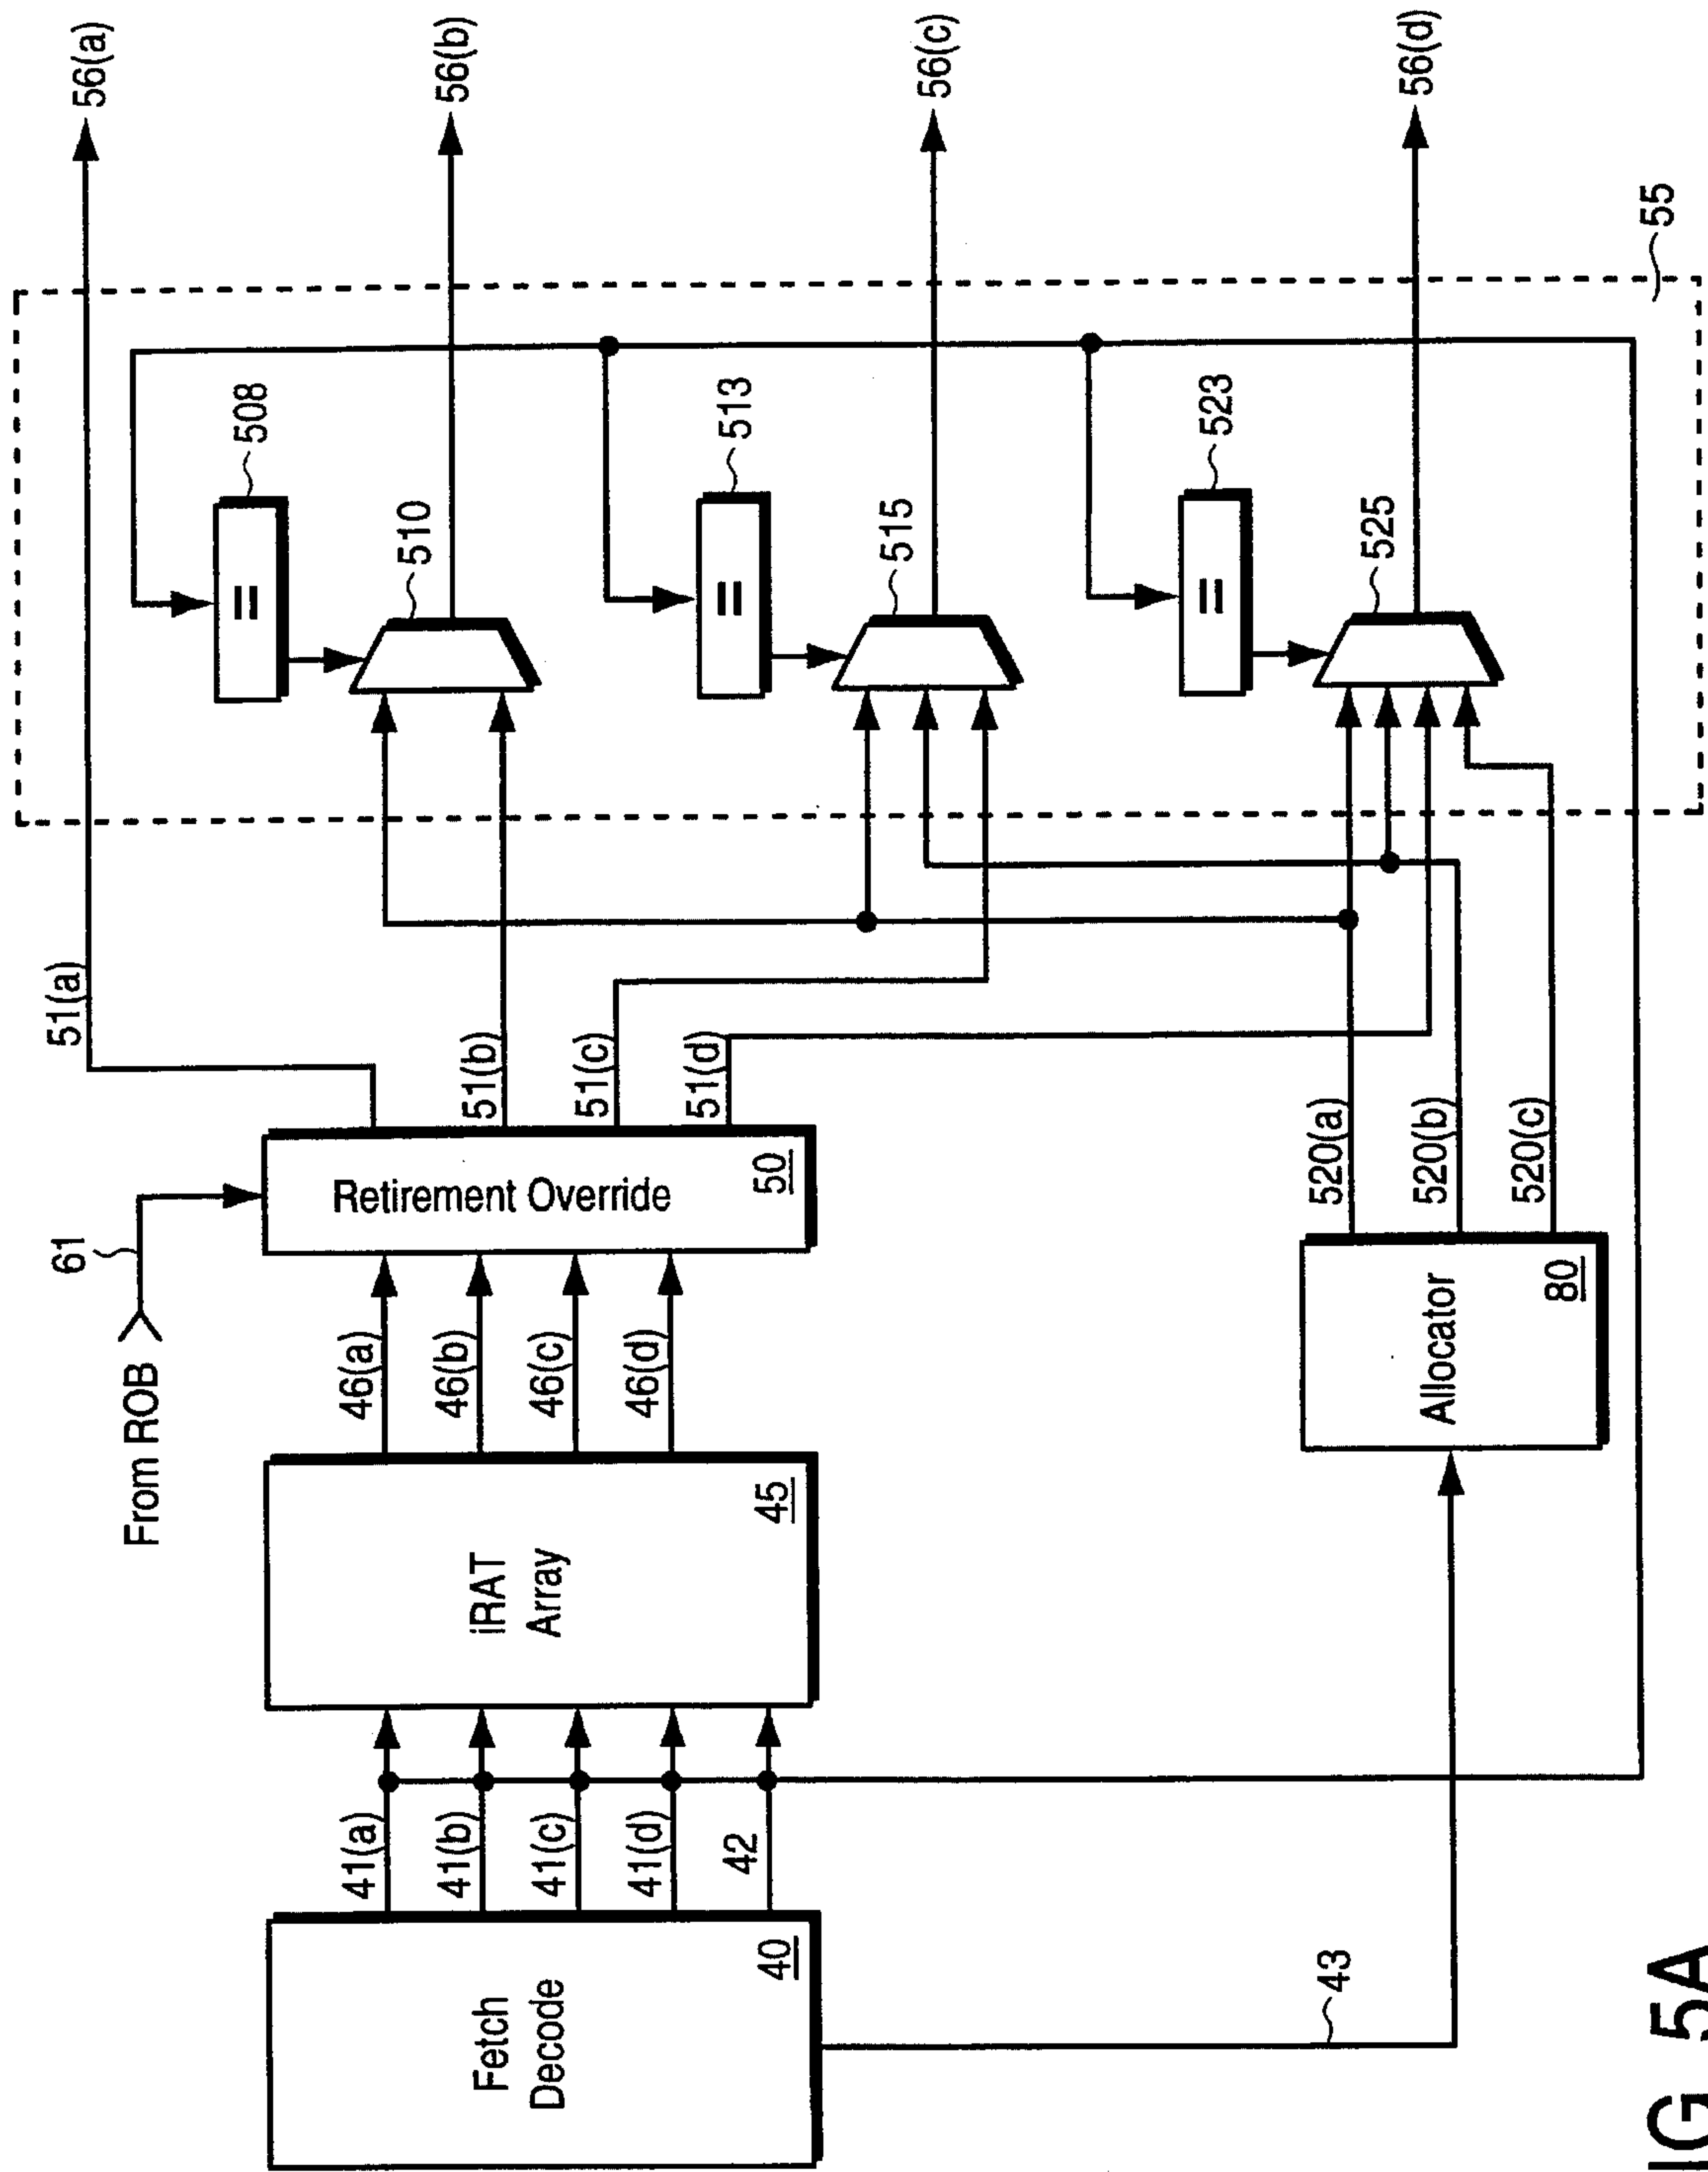 Fetch
Decode
40
41(a)
41(b)
41(c)
41(d)
42
43
iRAT
Array
45
46(a)
46(b)
46(c)
46(d)
From ROB
61
Retirement Override
50
51(a)
51(b)
51(c)
51(d)
Allocator
80
520(a)
520(b)
520(c)
=
508
510
=
513
515
=
523
525
55
56(a)
56(b)
56(c)
56(d)
IG 5A